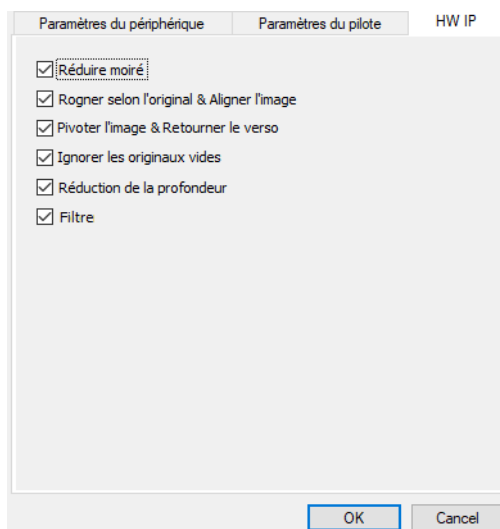 Paramètres du périphérique Paramètres du pilote HW IP
Réduire moiré
Rogner selon l'original & Aligner l'image
Pivoter l'image & Retourner le verso
Ignorer les originaux vides
Réduction de la profondeur
Filtre
OK Cancel